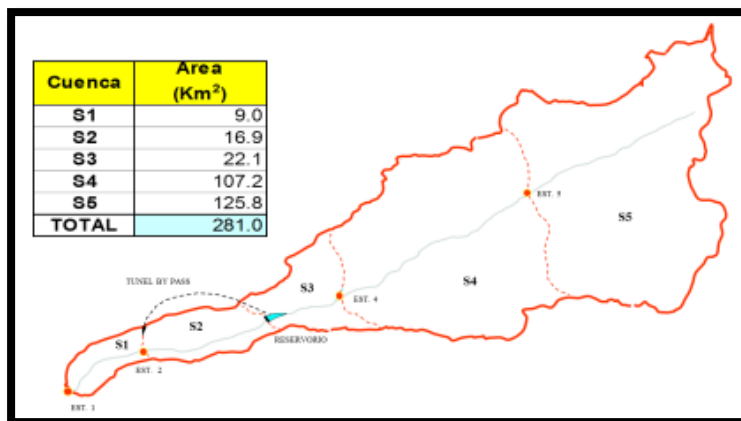 Cuenca Area (Km²)
S1 9.0
S2 16.9
S3 22.1
S4 107.2
S5 125.8
TOTAL 281.0
EST. 5
S5
S3
S4
TUNEL BY PASS
EST. 4
S2
RESERVORIO
S1
EST. 2
EST. 1